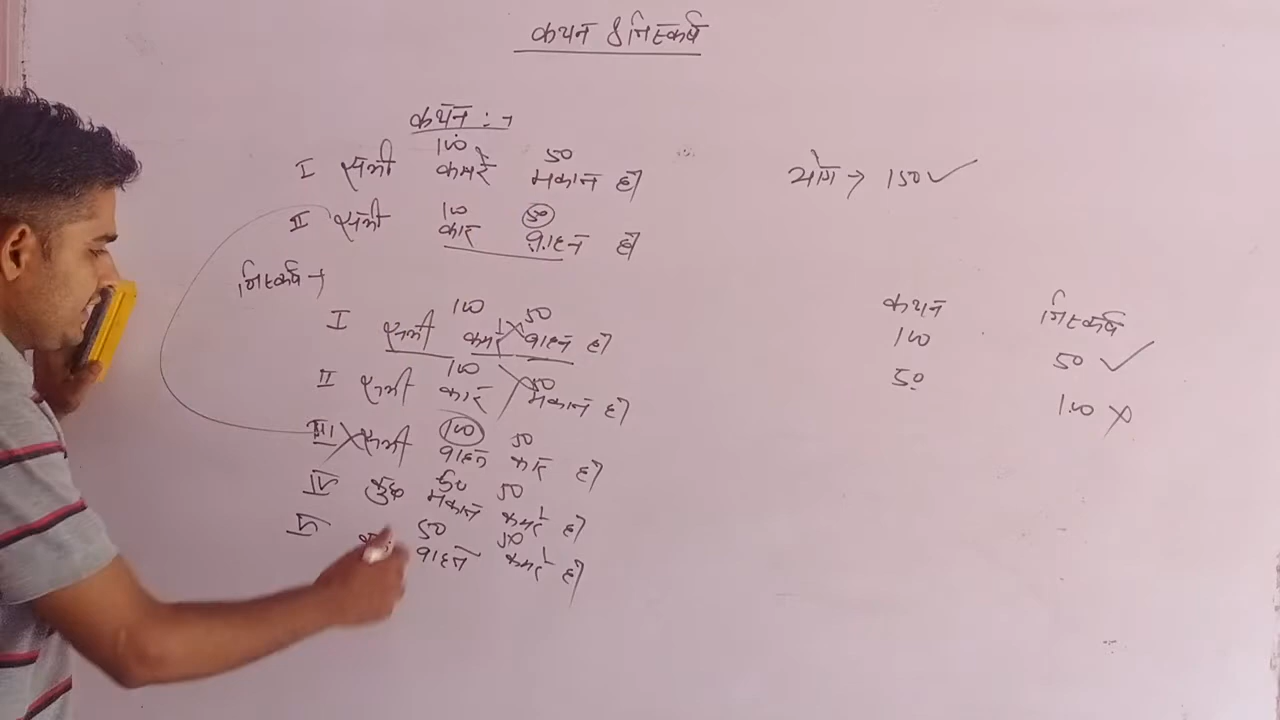 कथन & निष्कर्ष
कथन :-
100 50
I सभी कमरे मकान है।
100 50
II सभी कार वाहन है।
निष्कर्ष →
100 50
I सभी कमरे वाहन है।
100 50
II सभी कार मकान है।
100 50
III सभी वाहन कार है।
50 50
IV कुछ मकान कमरे है।
50 50
V वाहन कमरे है।
योग → 150 ✓
कथन निष्कर्ष
100 50 ✓
50 100 ✗